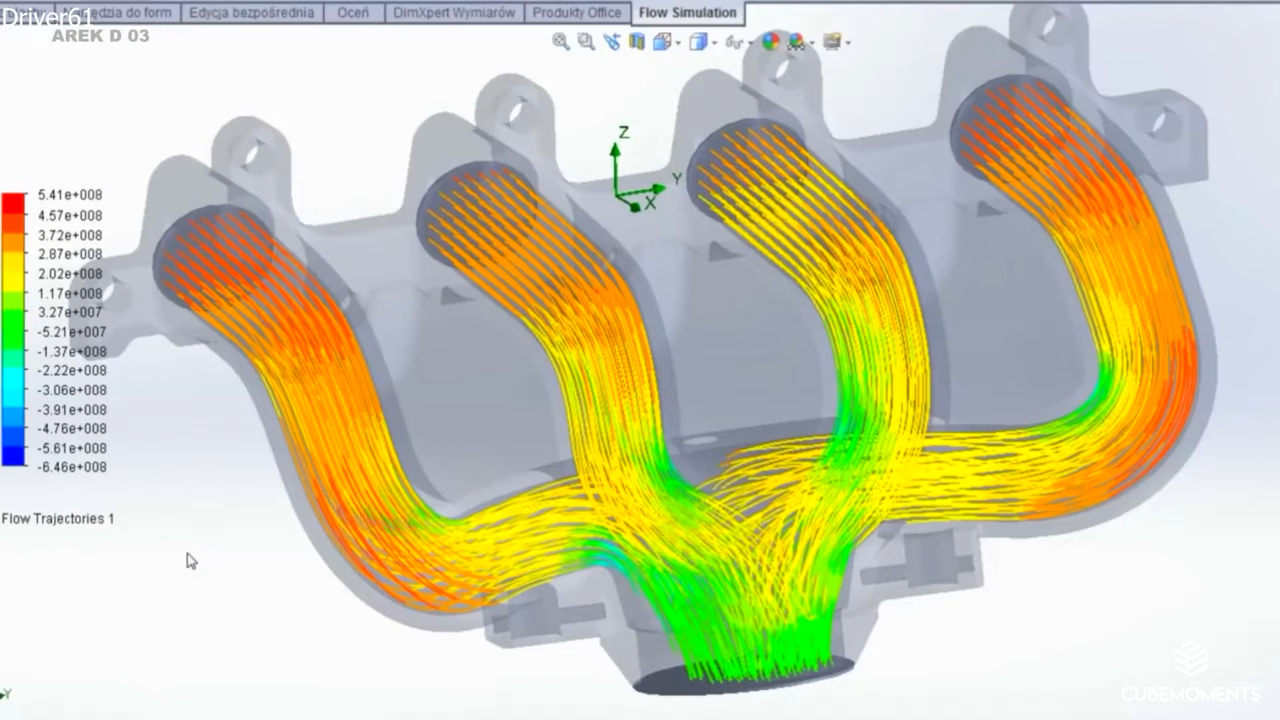 Driver61
AREK D 03
Narzędzia do form
Edycja bezpośrednia
Oceń
DimXpert Wymiarów
Produkty Office
Flow Simulation
Z
Y
X
5.41e+008
4.57e+008
3.72e+008
2.87e+008
2.02e+008
1.17e+008
3.27e+007
-5.21e+007
-1.37e+008
-2.22e+008
-3.06e+008
-3.91e+008
-4.76e+008
-5.61e+008
-6.46e+008
Flow Trajectories 1
Y
CUBEMOMENTS